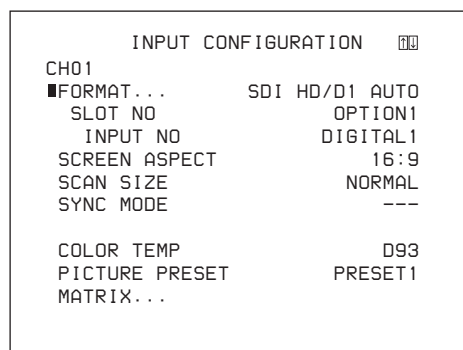 INPUT CONFIGURATION ↑↓
CH01
■FORMAT... SDI HD/D1 AUTO
SLOT NO OPTION1
INPUT NO DIGITAL1
SCREEN ASPECT 16:9
SCAN SIZE NORMAL
SYNC MODE ---
COLOR TEMP D93
PICTURE PRESET PRESET1
MATRIX...